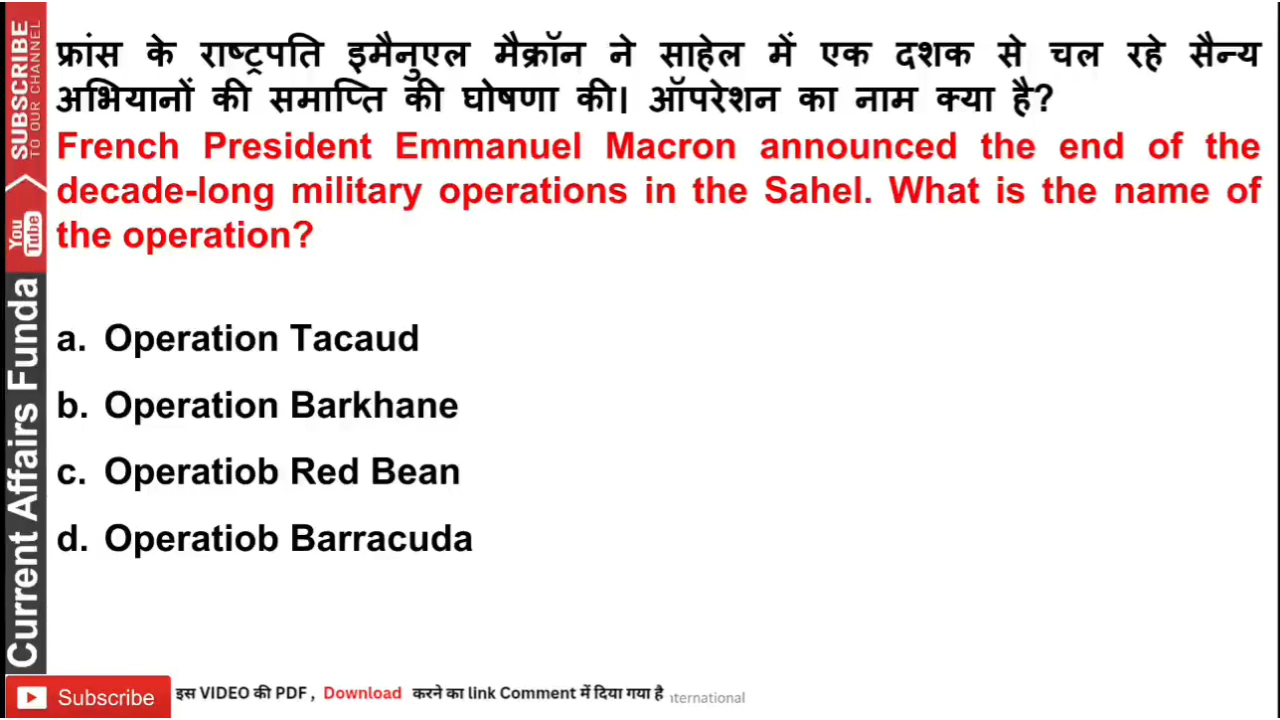 फ्रांस के राष्ट्रपति इमैनुएल मैक्रॉन ने साहेल में एक दशक से चल रहे सैन्य
अभियानों की समाप्ति की घोषणा की। ऑपरेशन का नाम क्या है?
French President Emmanuel Macron announced the end of the
decade-long military operations in the Sahel. What is the name of
the operation?
a. Operation Tacaud
b. Operation Barkhane
c. Operatiob Red Bean
d. Operatiob Barracuda
SUBSCRIBE
TO OUR CHANNEL
You
Tube
Current Affairs Funda
Subscribe
इस VIDEO की PDF , Download करने का link Comment में दिया गया है